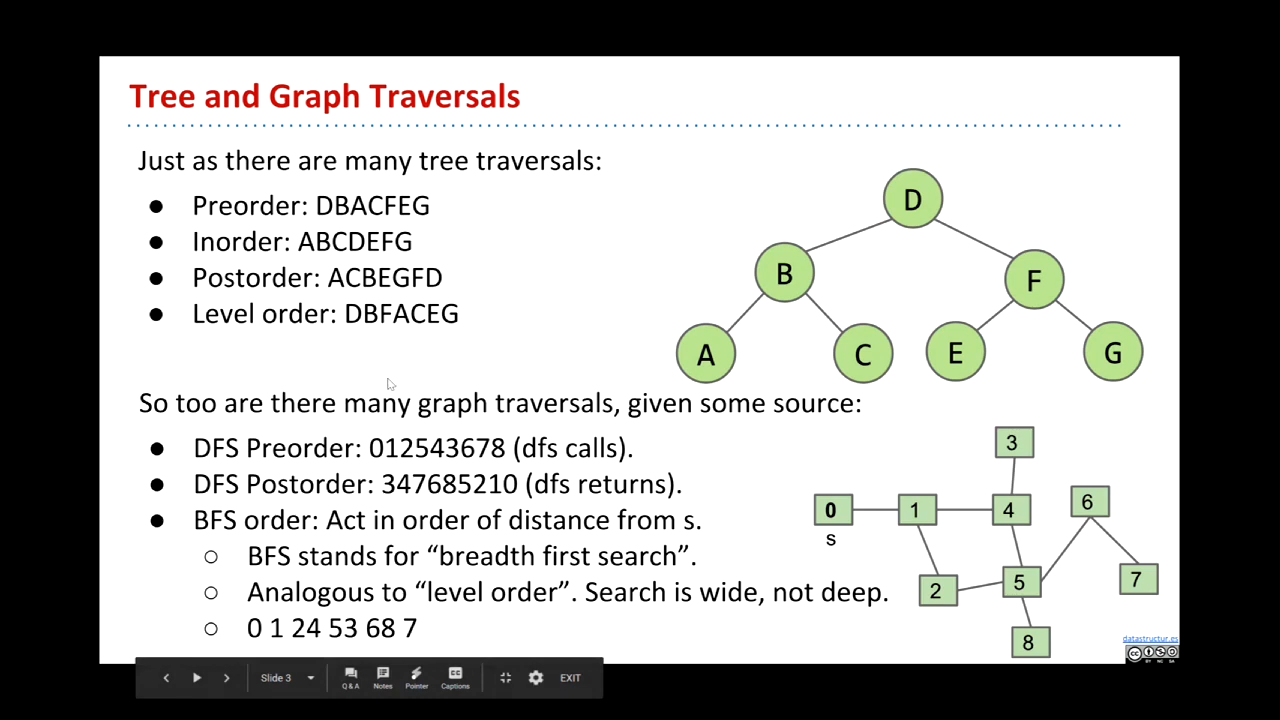 Tree and Graph Traversals
Just as there are many tree traversals:
● Preorder: DBACFEG
● Inorder: ABCDEFG
● Postorder: ACBEGFD
● Level order: DBFACEG
D
B
F
A
C
E
G
So too are there many graph traversals, given some source:
● DFS Preorder: 012543678 (dfs calls).
● DFS Postorder: 347685210 (dfs returns).
● BFS order: Act in order of distance from s.
○ BFS stands for “breadth first search”.
○ Analogous to “level order”. Search is wide, not deep.
○ 0 1 24 53 68 7
3
0
1
4
6
s
2
5
7
8
datastructur.es
cc BY NC SA
Slide 3
Q & A
Notes
Pointer
Captions
EXIT